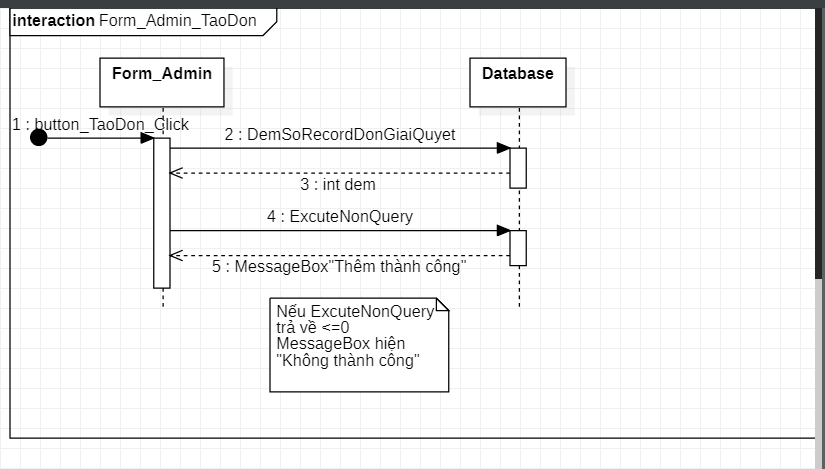 interaction Form_Admin_TaoDon
Form_Admin
Database
1 : button_TaoDon_Click
2 : DemSoRecordDonGiaiQuyet
3 : int dem
4 : ExcuteNonQuery
5 : MessageBox"Thêm thành công"
Nếu ExcuteNonQuery
trả về <=0
MessageBox hiện
"Không thành công"